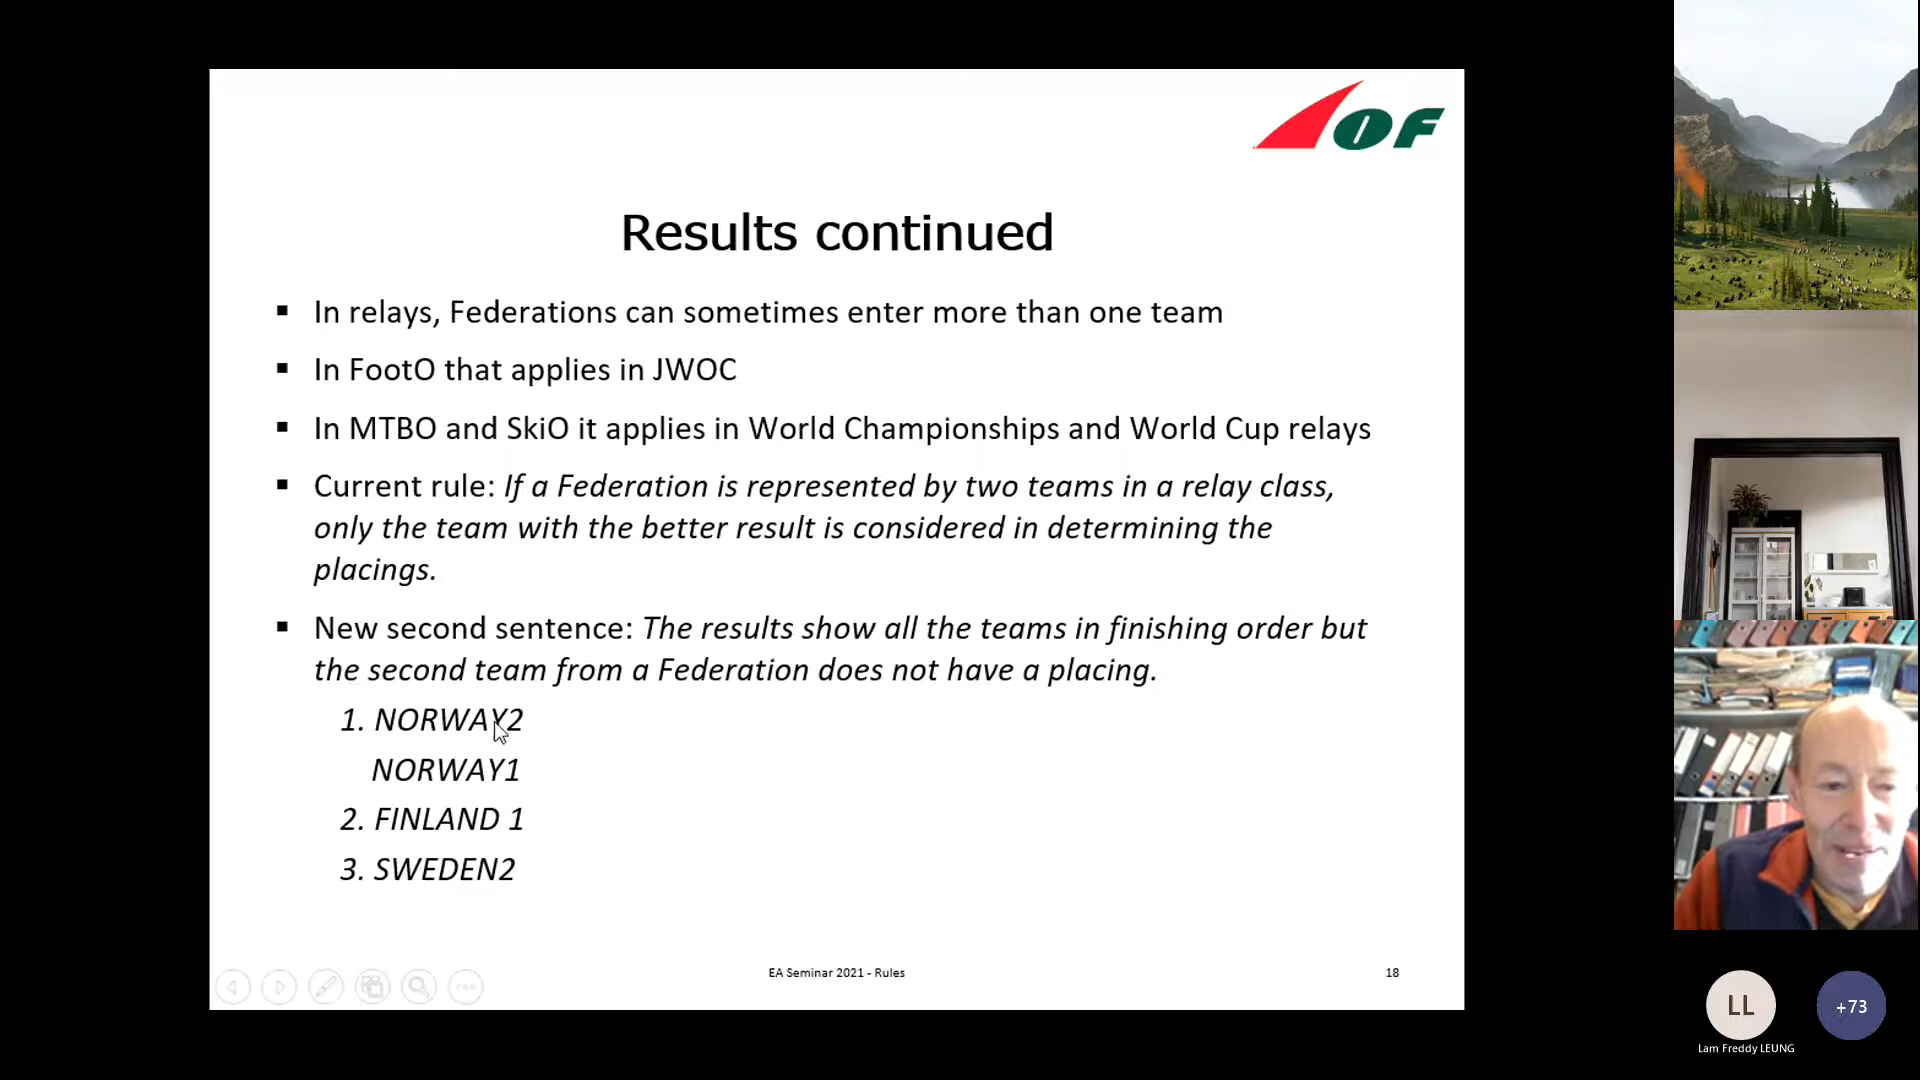 IOF
Results continued
▪ In relays, Federations can sometimes enter more than one team
▪ In FootO that applies in JWOC
▪ In MTBO and SkiO it applies in World Championships and World Cup relays
▪ Current rule: If a Federation is represented by two teams in a relay class,
only the team with the better result is considered in determining the
placings.
▪ New second sentence: The results show all the teams in finishing order but
the second team from a Federation does not have a placing.
1. NORWAY2
NORWAY1
2. FINLAND 1
3. SWEDEN2
EA Seminar 2021 - Rules
18
LL
+73
Lam Freddy LEUNG